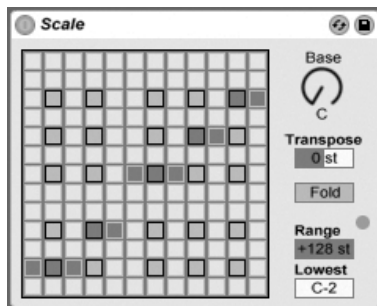 Scale
Base
C
Transpose
0 st
Fold
Range
+128 st
Lowest
C-2